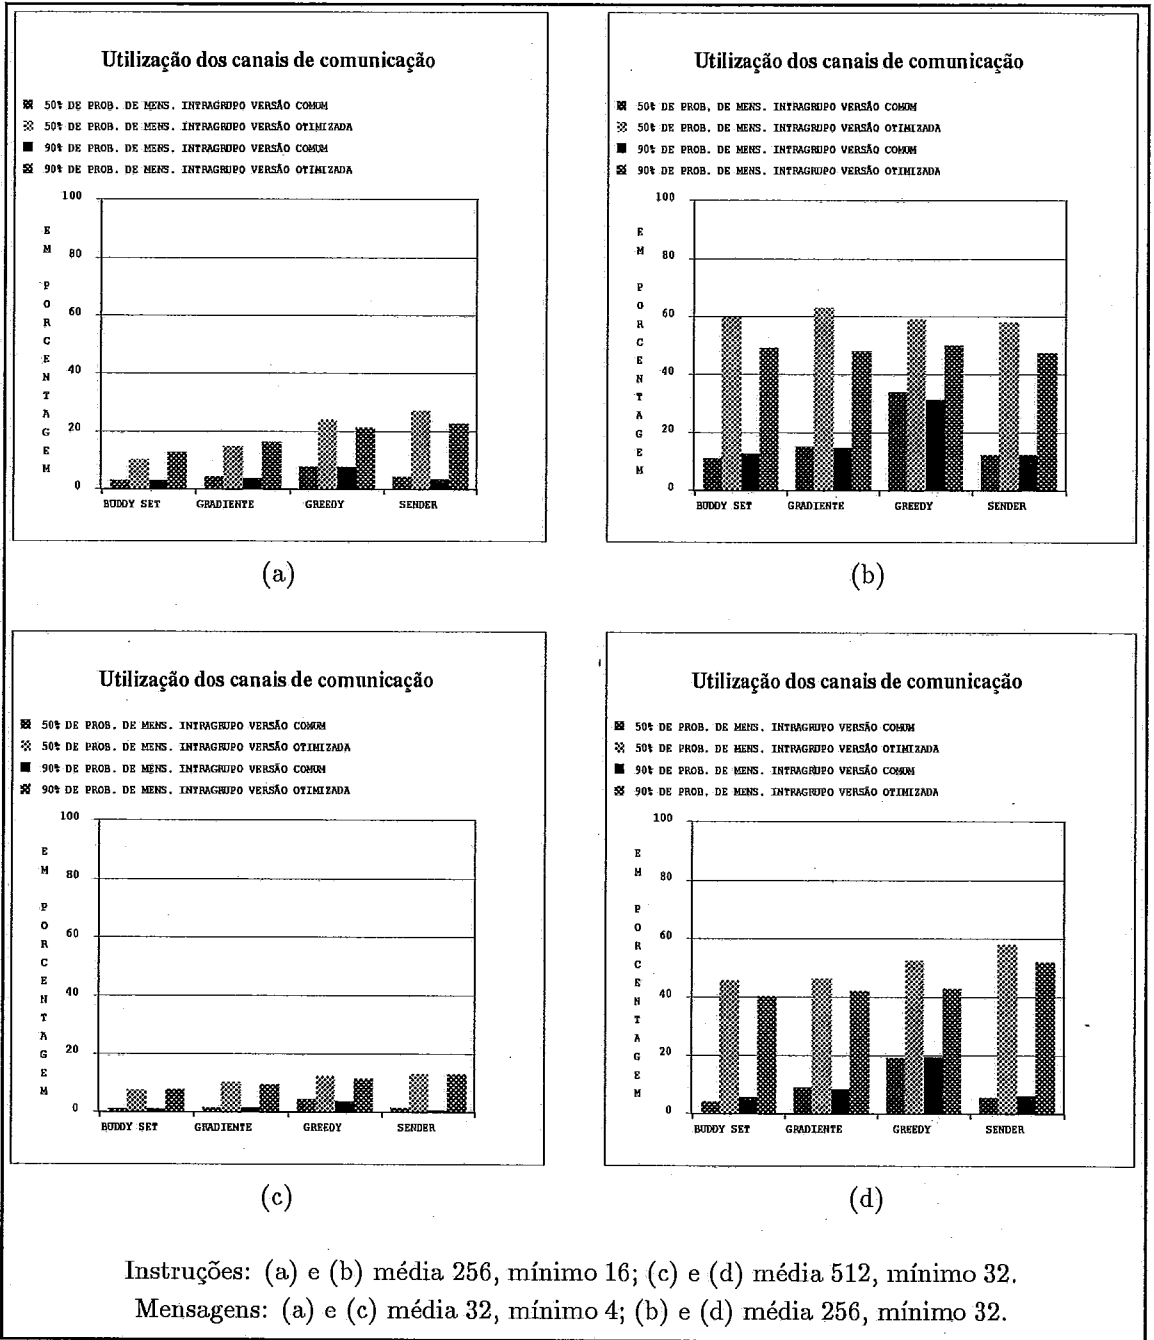 Utilização dos canais de comunicação
50% DE PROB. DE MENS. INTRAGRUPO VERSÃO COMUM
50% DE PROB. DE MENS. INTRAGRUPO VERSÃO OTIMIZADA
90% DE PROB. DE MENS. INTRAGRUPO VERSÃO COMUM
90% DE PROB. DE MENS. INTRAGRUPO VERSÃO OTIMIZADA
EM PORCENTAGEM
100
80
60
40
20
0
BUDDY SET GRADIENTE GREEDY SENDER
(a)
Utilização dos canais de comunicação
50% DE PROB. DE MENS. INTRAGRUPO VERSÃO COMUM
50% DE PROB. DE MENS. INTRAGRUPO VERSÃO OTIMIZADA
90% DE PROB. DE MENS. INTRAGRUPO VERSÃO COMUM
90% DE PROB. DE MENS. INTRAGRUPO VERSÃO OTIMIZADA
EM PORCENTAGEM
100
80
60
40
20
0
BUDDY SET GRADIENTE GREEDY SENDER
(b)
Utilização dos canais de comunicação
50% DE PROB. DE MENS. INTRAGRUPO VERSÃO COMUM
50% DE PROB. DE MENS. INTRAGRUPO VERSÃO OTIMIZADA
90% DE PROB. DE MENS. INTRAGRUPO VERSÃO COMUM
90% DE PROB. DE MENS. INTRAGRUPO VERSÃO OTIMIZADA
EM PORCENTAGEM
100
80
60
40
20
0
BUDDY SET GRADIENTE GREEDY SENDER
(c)
Utilização dos canais de comunicação
50% DE PROB. DE MENS. INTRAGRUPO VERSÃO COMUM
50% DE PROB. DE MENS. INTRAGRUPO VERSÃO OTIMIZADA
90% DE PROB. DE MENS. INTRAGRUPO VERSÃO COMUM
90% DE PROB. DE MENS. INTRAGRUPO VERSÃO OTIMIZADA
EM PORCENTAGEM
100
80
60
40
20
0
BUDDY SET GRADIENTE GREEDY SENDER
(d)
Instruções: (a) e (b) média 256, mínimo 16; (c) e (d) média 512, mínimo 32.
Mensagens: (a) e (c) média 32, mínimo 4; (b) e (d) média 256, mínimo 32.